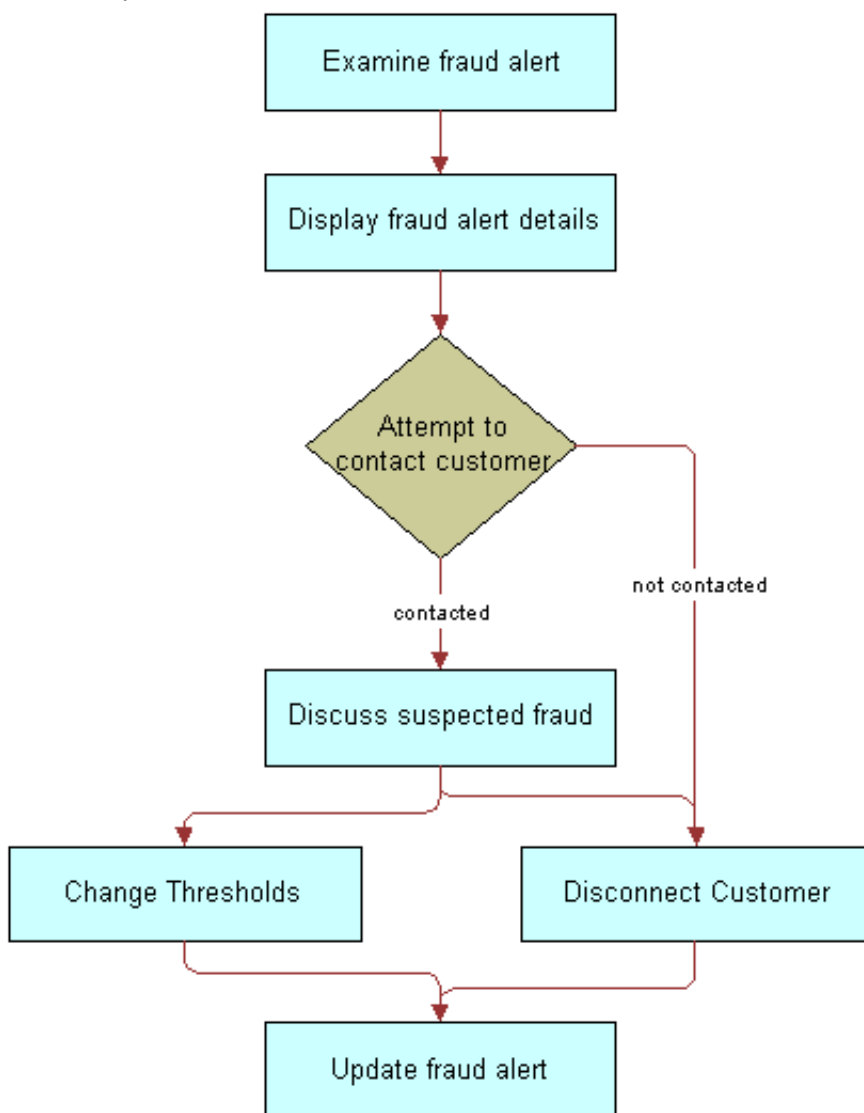 Examine fraud alert
Display fraud alert details
Attempt to
contact customer
not contacted
contacted
Discuss suspected fraud
Change Thresholds
Disconnect Customer
Update fraud alert